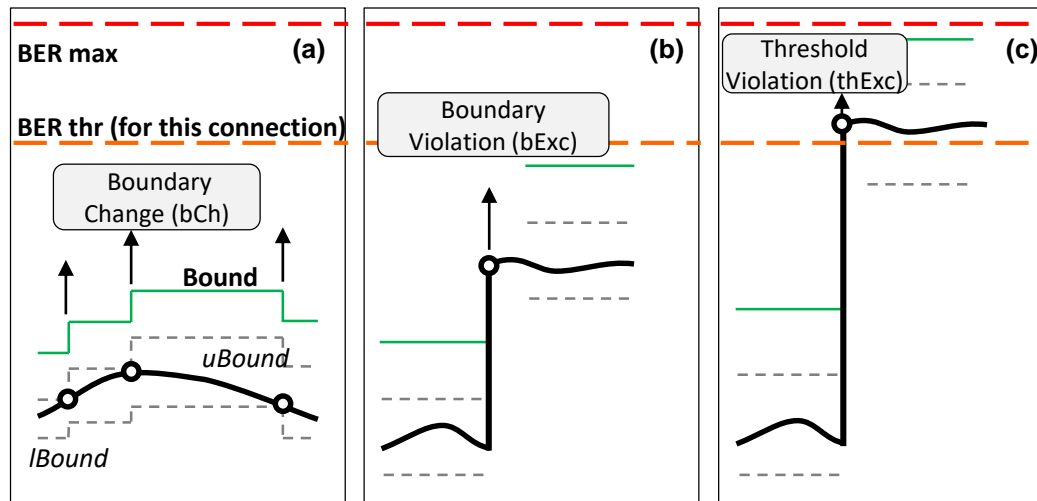 (a)
BER max
BER thr (for this connection)
Boundary
Change (bCh)
Bound
uBound
lBound
(b)
Boundary
Violation (bExc)
(c)
Threshold
Violation (thExc)